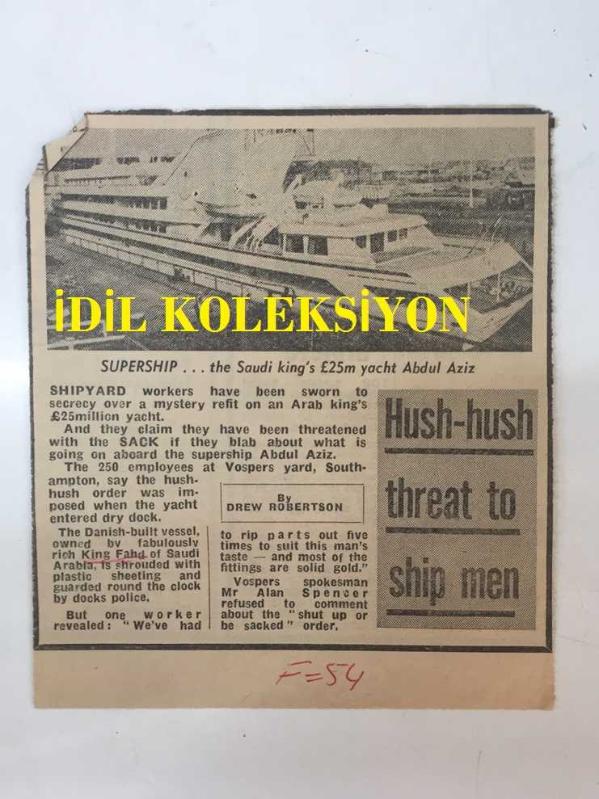 İDİL KOLEKSİYON
SUPERSHIP . . . the Saudi king's £25m yacht Abdul Aziz
SHIPYARD workers have been sworn to
secrecy over a mystery refit on an Arab king's
£25million yacht.
And they claim they have been threatened
with the SACK if they blab about what is
going on aboard the supership Abdul Aziz.
The 250 employees at Vospers yard, South-
ampton, say the hush-
hush order was im-
posed when the yacht
entered dry dock.
The Danish-built vessel,
owned by fabulously
rich King Fahd of Saudi
Arabia, is shrouded with
plastic sheeting and
guarded round the clock
by docks police.
But one worker
revealed: "We've had
By
DREW ROBERTSON
to rip parts out five
times to suit this man's
taste — and most of the
fittings are solid gold."
Vospers spokesman
Mr Alan Spencer
refused to comment
about the "shut up or
be sacked" order.
Hush-hush
threat to
ship men
F=54